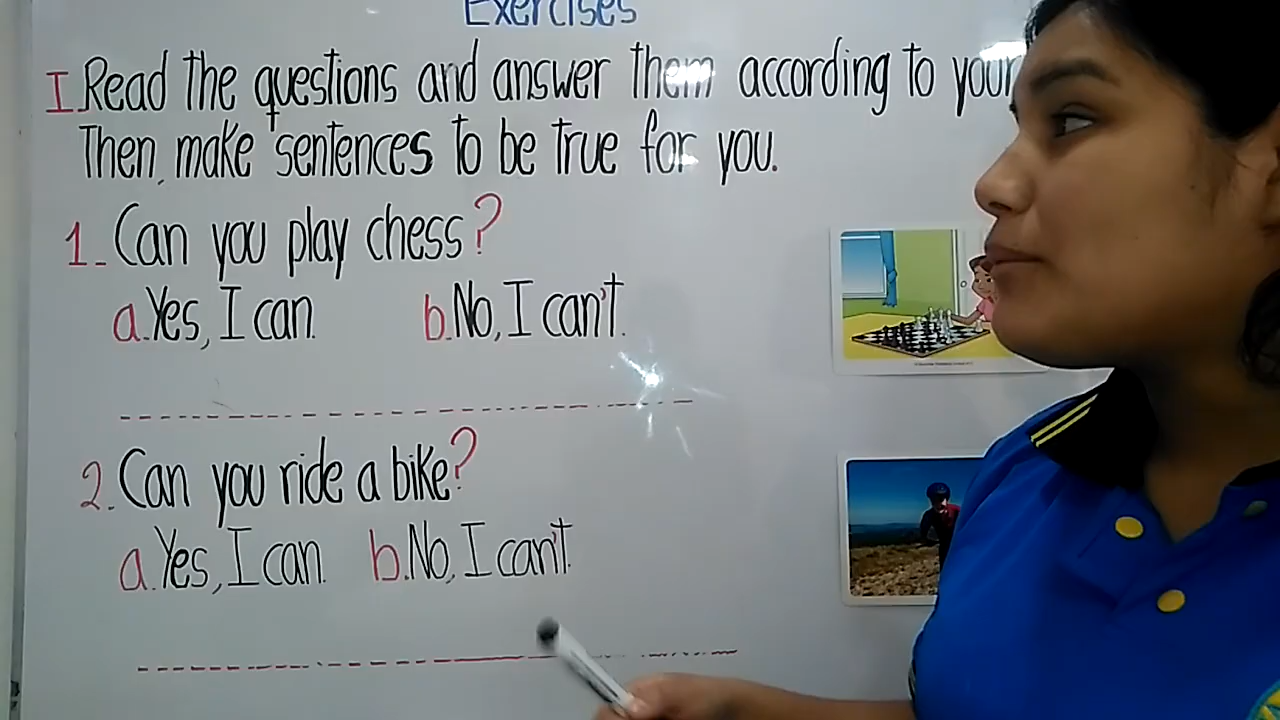 Exercises
I. Read the questions and answer them according to your
Then, make sentences to be true for you.
1. Can you play chess?
a. Yes, I can. b. No, I can't.
2. Can you ride a bike?
a. Yes, I can. b. No, I can't.